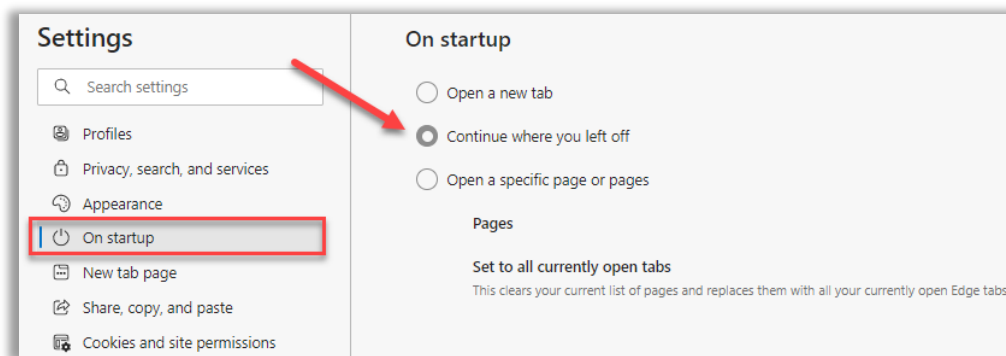 Settings
Search settings
Profiles
Privacy, search, and services
Appearance
On startup
New tab page
Share, copy, and paste
Cookies and site permissions
On startup
Open a new tab
Continue where you left off
Open a specific page or pages
Pages
Set to all currently open tabs
This clears your current list of pages and replaces them with all your currently open Edge tabs